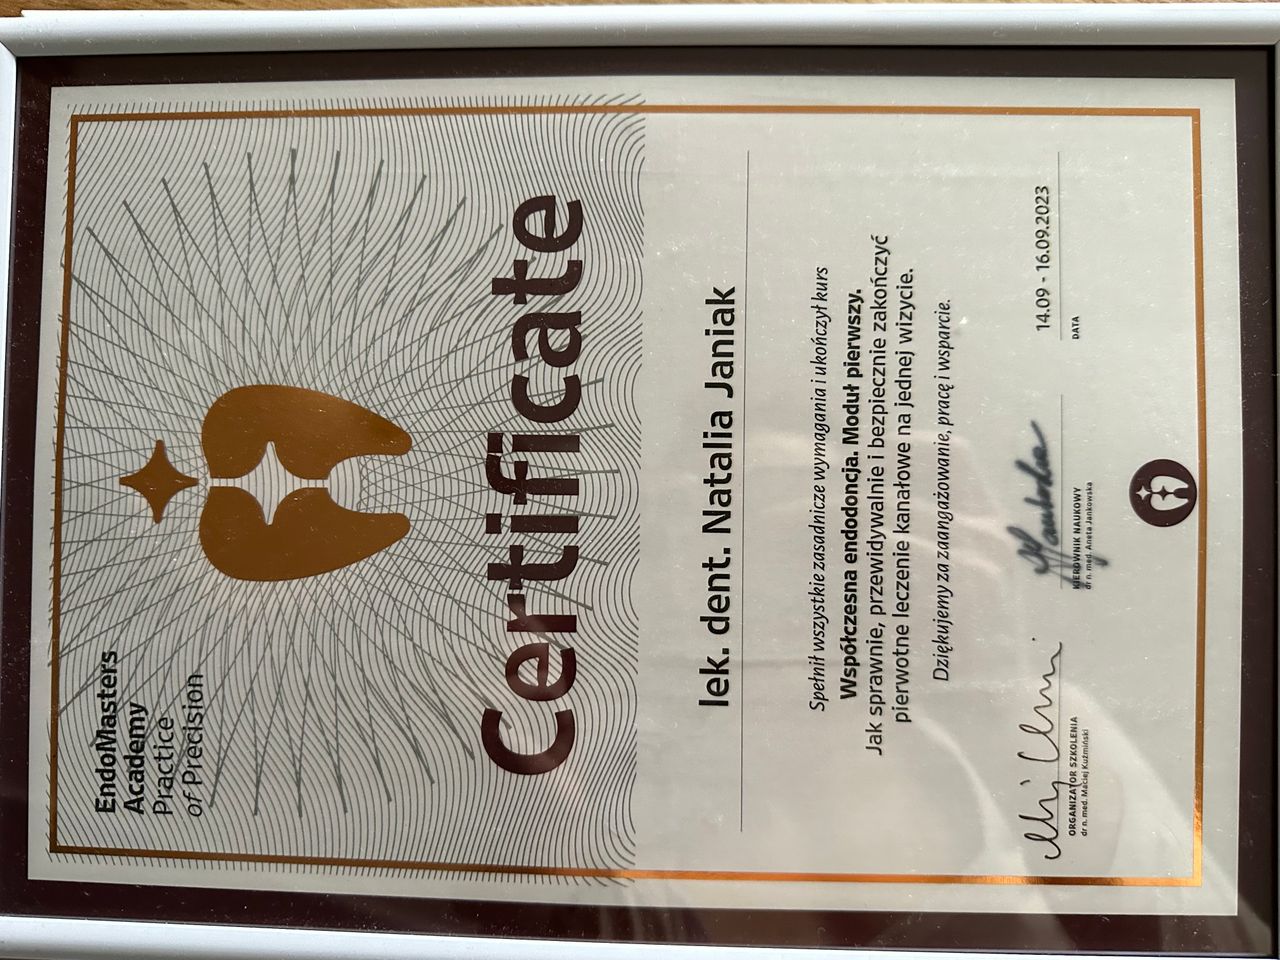 EndoMasters
Academy
Practice
of Precision
Certificate
lek. dent. Natalia Janiak
Spełnił wszystkie zasadnicze wymagania i ukończył kurs
Współczesna endodoncja. Moduł pierwszy.
Jak sprawnie, przewidywalnie i bezpiecznie zakończyć
pierwotne leczenie kanałowe na jednej wizycie.
Dziękujemy za zaangażowanie, pracę i wsparcie.
14.09 - 16.09.2023
ORGANIZATOR SZKOLENIA
dr n. med. Maciej Kuźmiński
KIEROWNIK NAUKOWY
dr n. med. Aneta Jankowska
DATA